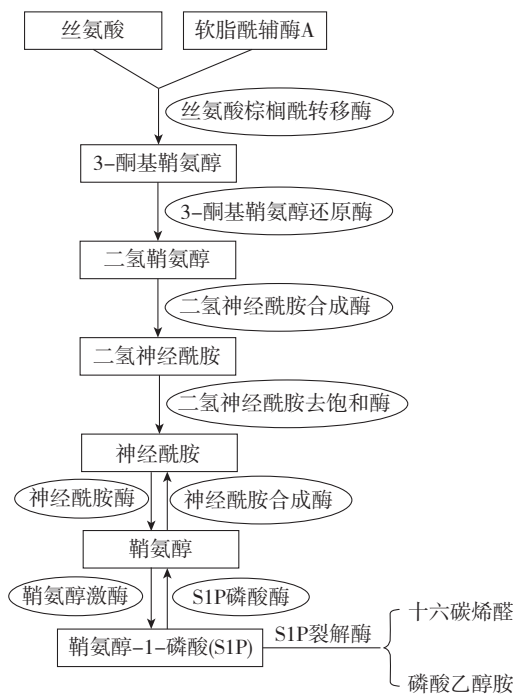 丝氨酸
软脂酰辅酶A
丝氨酸棕榈酰转移酶
3-酮基鞘氨醇
3-酮基鞘氨醇还原酶
二氢鞘氨醇
二氢神经酰胺合成酶
二氢神经酰胺
二氢神经酰胺去饱和酶
神经酰胺
神经酰胺酶
神经酰胺合成酶
鞘氨醇
鞘氨醇激酶
S1P磷酸酶
鞘氨醇-1-磷酸(S1P)
S1P裂解酶
十六碳烯醛
磷酸乙醇胺